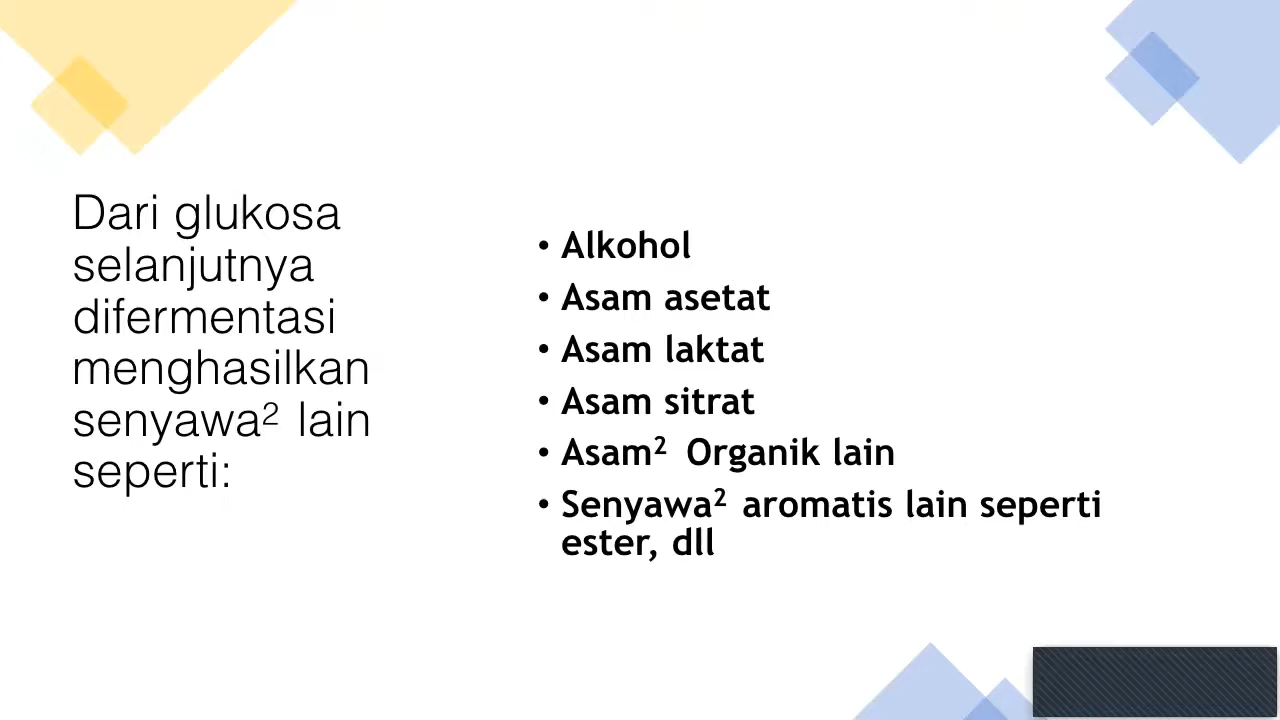 Dari glukosa
selanjutnya
difermentasi
menghasilkan
senyawa² lain
seperti:
• Alkohol
• Asam asetat
• Asam laktat
• Asam sitrat
• Asam² Organik lain
• Senyawa² aromatis lain seperti
ester, dll